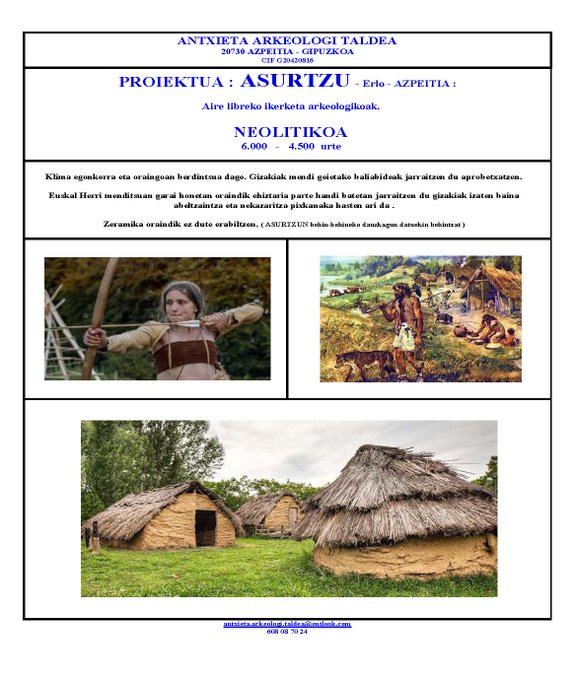 ANTXIETA ARKEOLOGI TALDEA
20730 AZPEITIA - GIPUZKOA
CIF G20420816
PROIEKTUA : ASURTZU - Erlo - AZPEITIA :
Aire libreko ikerketa arkeologikoak.
NEOLITIKOA
6.000 - 4.500 urte
Klima egonkorra eta oraingoan berdintsua dago. Gizakiak mendi goietako baliabideak jarraitzen du aprobetxatzen.
Euskal Herri menditsuan garai honetan oraindik ehiztaria parte handi batetan jarraitzen du gizakiak izaten baina
abeltzaintza eta nekazaritza pixkanaka hasten ari da .
Zeramika oraindik ez dute erabiltzen. ( ASURTZUN behin-behineko dauzkagun datuekin behintzat )
antxieta.arkeologi.taldea@outlook.com
608 08 70 24